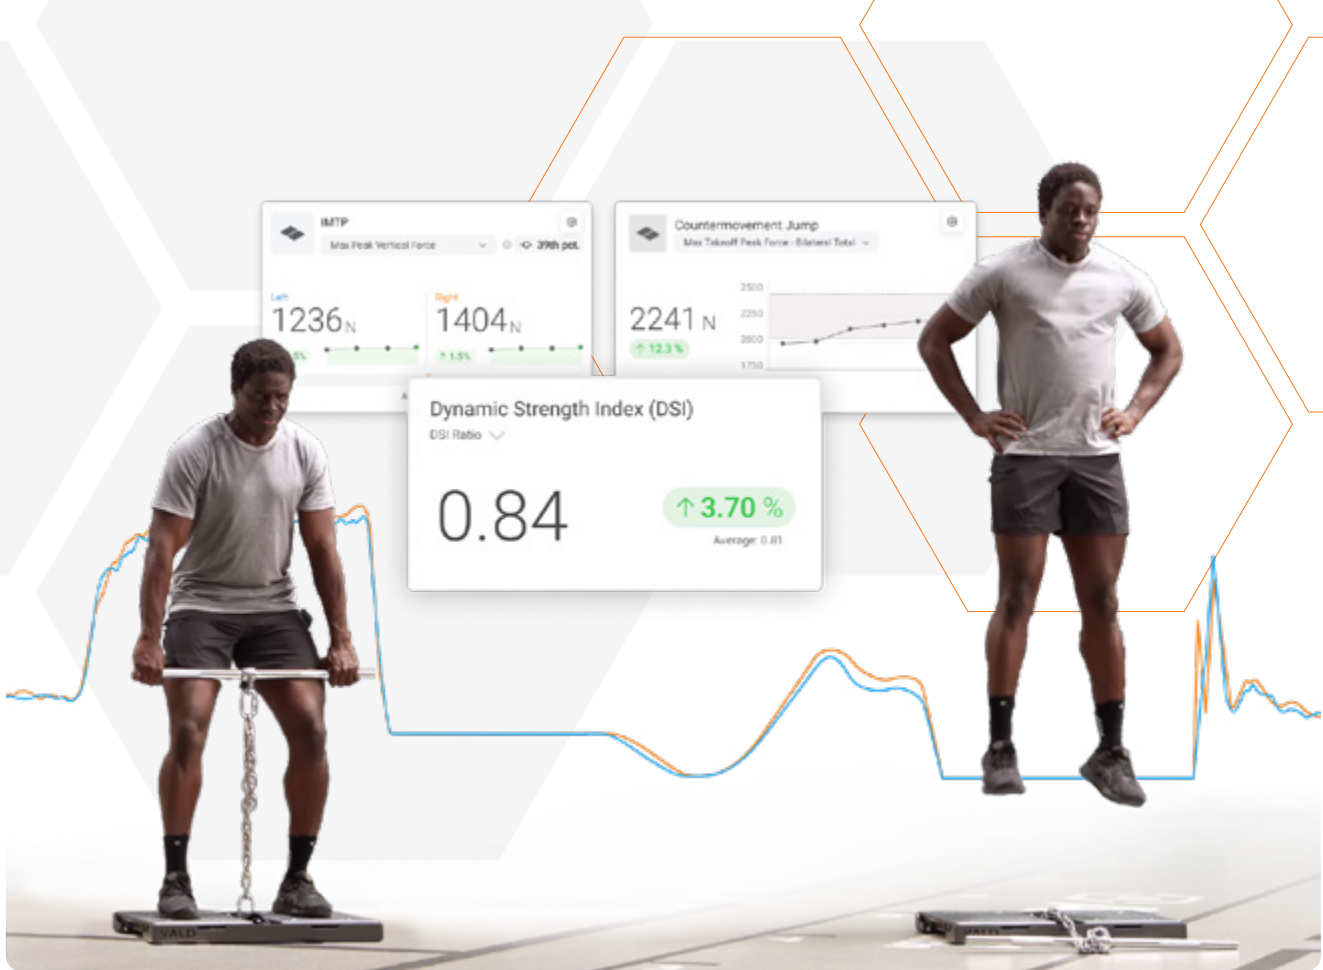 IMTP
Max Peak Vertical Force
39th pct.
Left
Right
1236 N
1404 N
5%
↑ 1.5%
Countermovement Jump
Max Takeoff Peak Force - Bilateral Total
2241 N
↑ 12.3 %
2500
2250
2000
1750
A
Dynamic Strength Index (DSI)
DSI Ratio
0.84
↑ 3.70 %
Average: 0.81
VALD
VALD